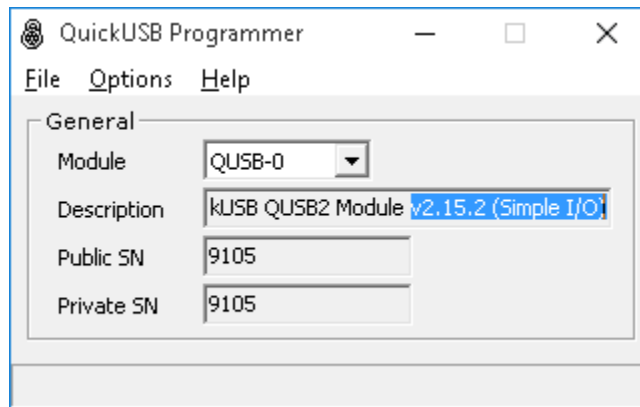 QuickUSB Programmer
File Options Help
General
Module QUSB-0
Description kUSB QUSB2 Module v2.15.2 (Simple I/O)
Public SN 9105
Private SN 9105